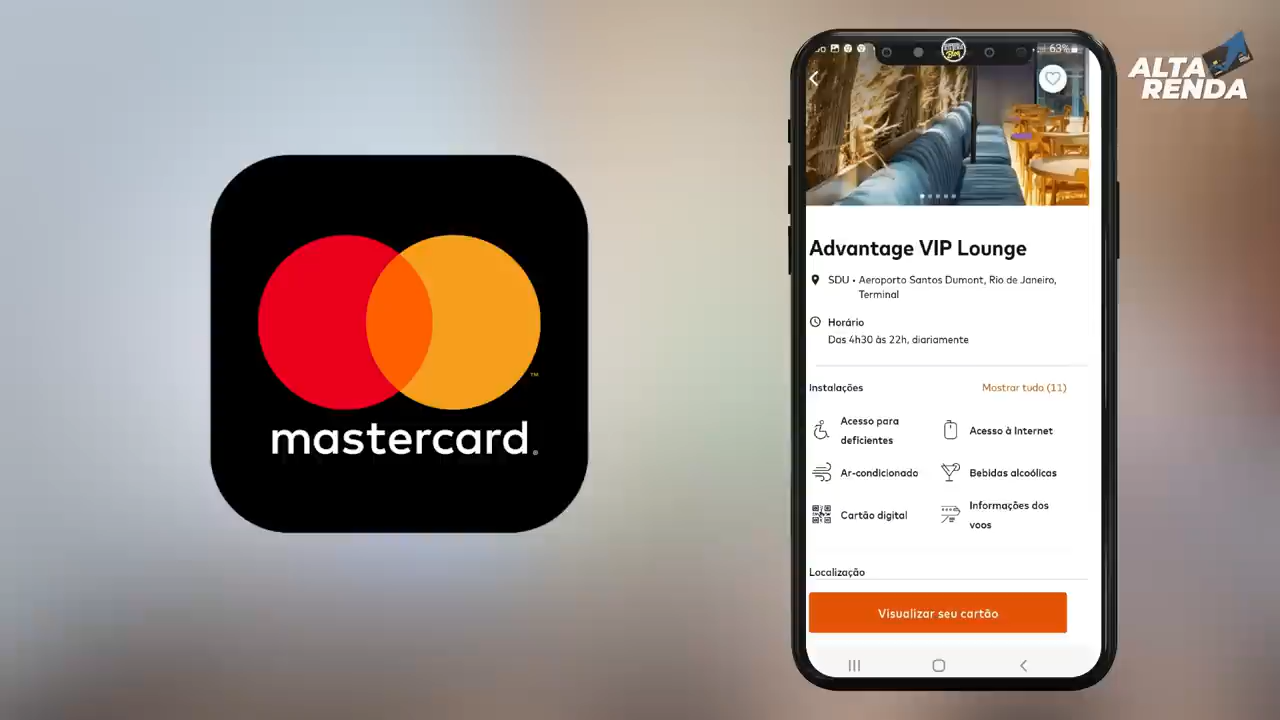 mastercard.
ALTA
RENDA
63%
Advantage VIP Lounge
SDU • Aeroporto Santos Dumont, Rio de Janeiro,
Terminal
Horário
Das 4h30 às 22h, diariamente
Instalações
Mostrar tudo (11)
Acesso para
deficientes
Acesso à Internet
Ar-condicionado
Bebidas alcoólicas
Cartão digital
Informações dos
voos
Localização
Visualizar seu cartão